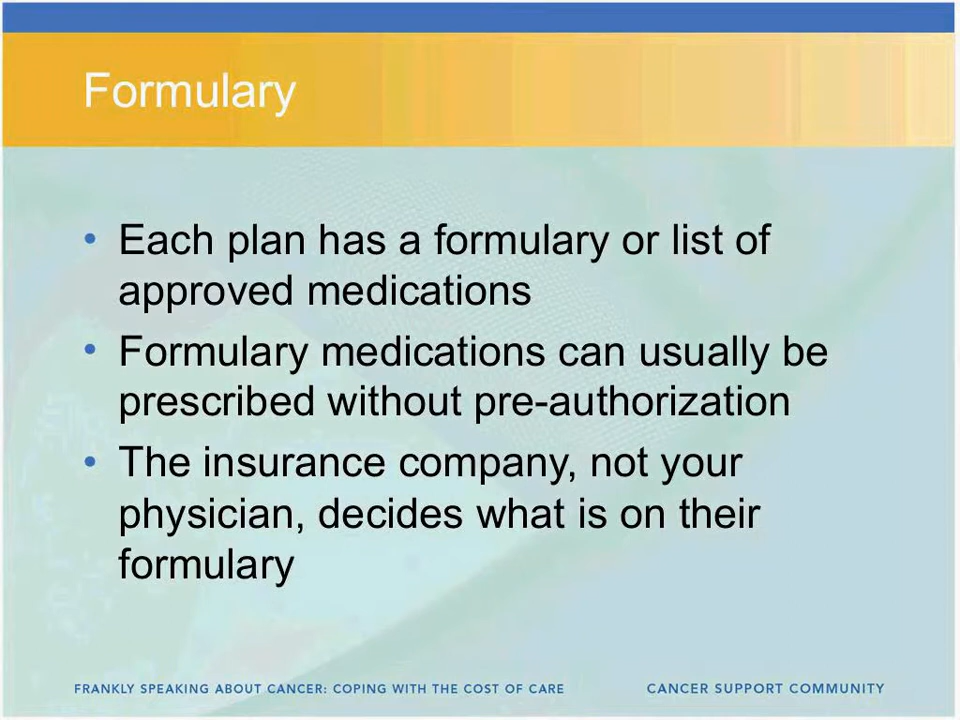 Formulary
• Each plan has a formulary or list of
approved medications
• Formulary medications can usually be
prescribed without pre-authorization
• The insurance company, not your
physician, decides what is on their
formulary
FRANKLY SPEAKING ABOUT CANCER: COPING WITH THE COST OF CARE CANCER SUPPORT COMMUNITY